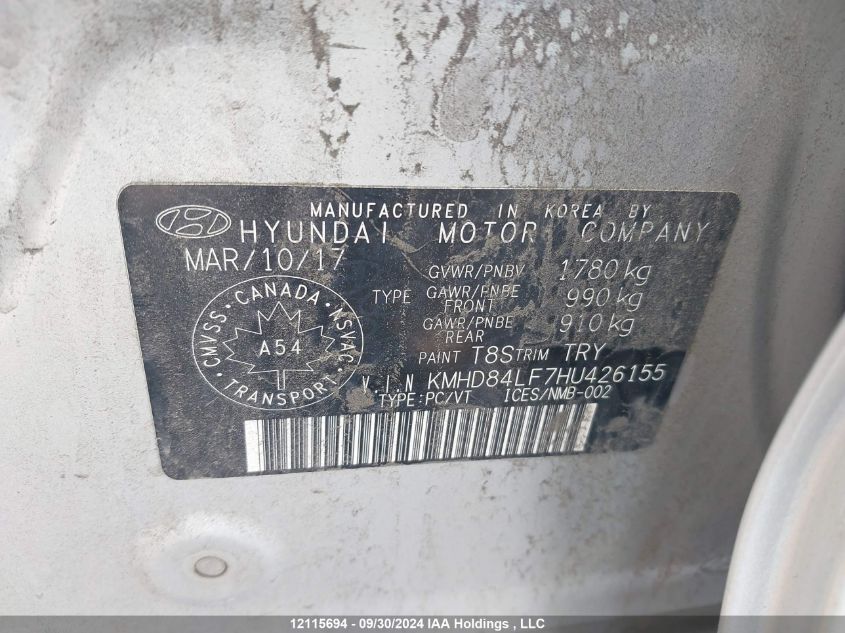 MANUFACTURED IN KOREA BY
HYUNDAI MOTOR COMPANY
MAR/10/17
GVWR/PNBV 1780 kg
TYPE GAWR/PNBE FRONT 990 kg
GAWR/PNBE REAR 910 kg
PAINT T8S TRIM TRY
V.I.N KMHD84LF7HU426155
TYPE:PC/VT ICES/NMB-002
CMVSS • CANADA • NSVAC • TRANSPORT •
A54
12115694 - 09/30/2024 IAA Holdings , LLC